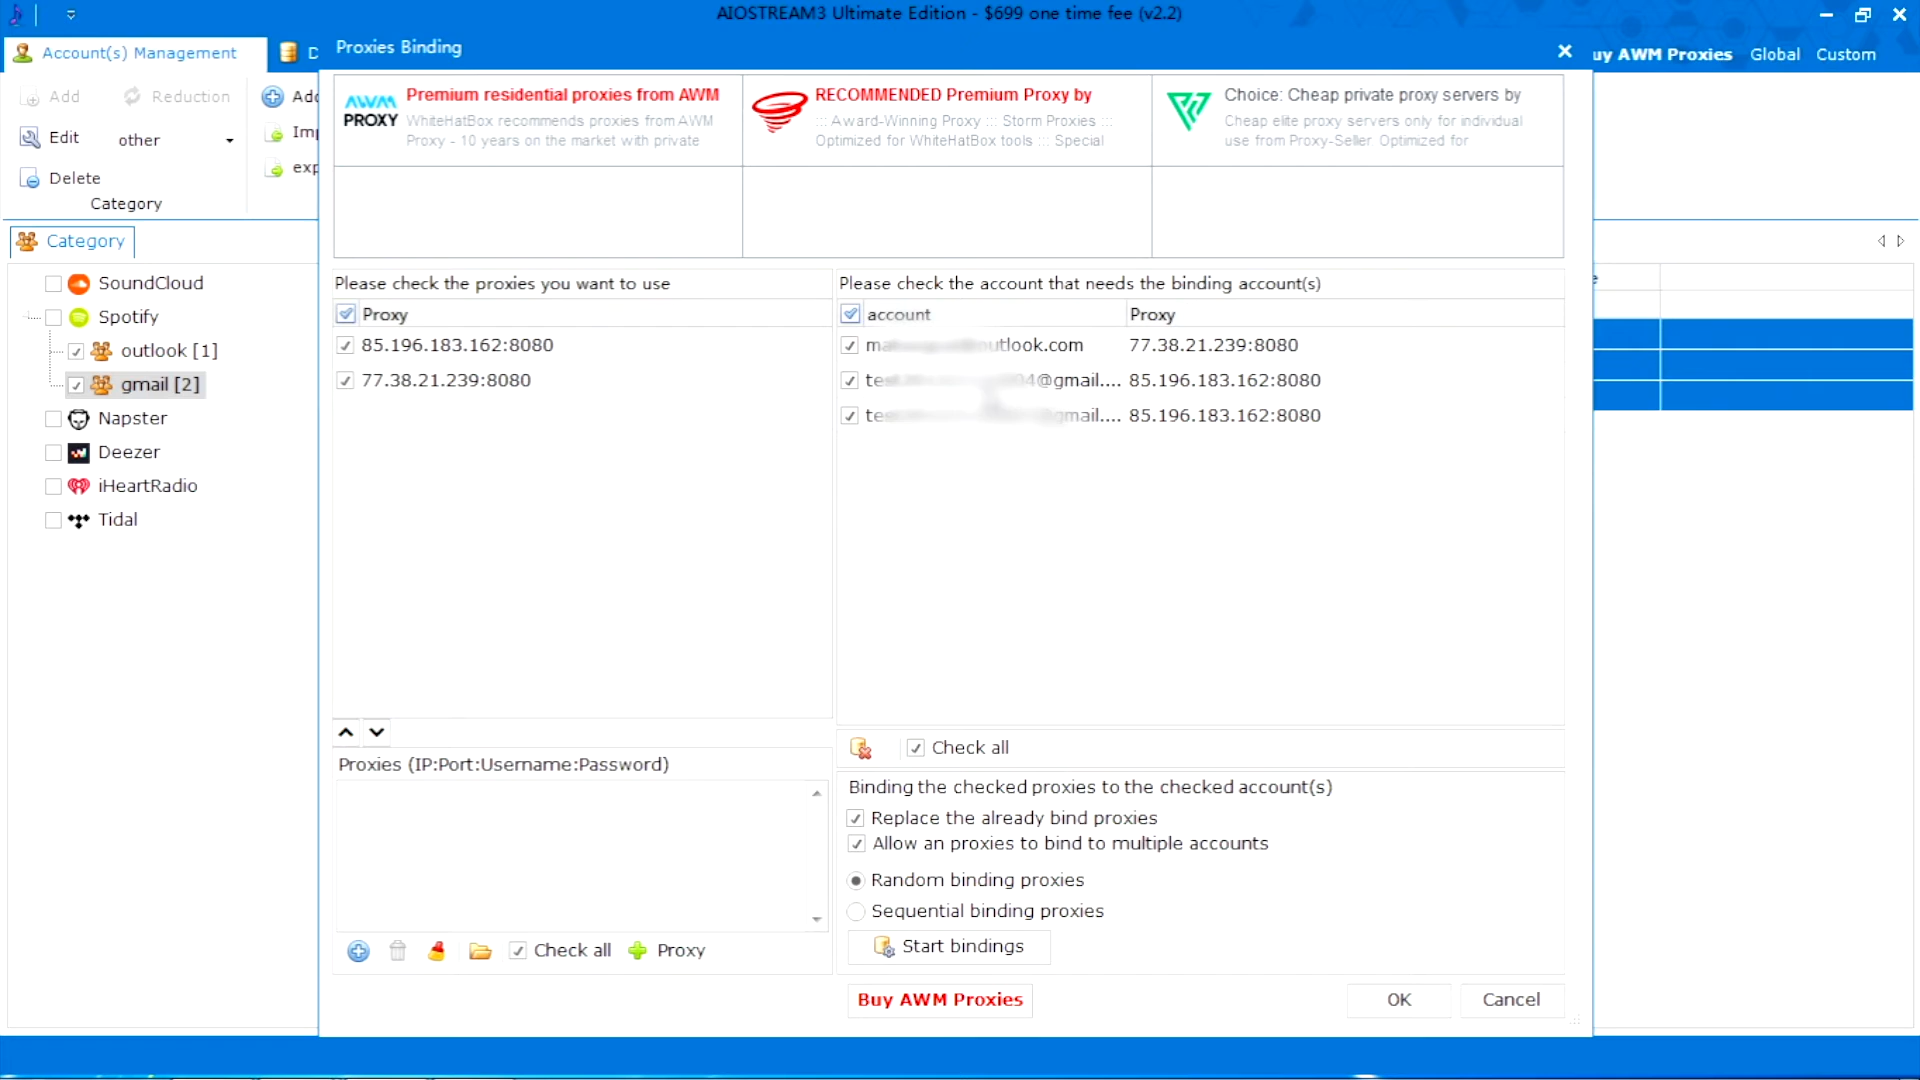 AIOSTREAM3 Ultimate Edition - $699 one time fee (v2.2)
Account(s) Management
D
Proxies Binding
uy AWM Proxies Global Custom
Add Reduction
Edit other
Delete
Category
Add
Imp
exp
AWM
PROXY
Premium residential proxies from AWM
WhiteHatBox recommends proxies from AWM
Proxy - 10 years on the market with private
RECOMMENDED Premium Proxy by
::: Award-Winning Proxy ::: Storm Proxies :::
Optimized for WhiteHatBox tools ::: Special
Choice: Cheap private proxy servers by
Cheap elite proxy servers only for individual
use from Proxy-Seller Optimized for
Category
SoundCloud
Spotify
outlook [1]
gmail [2]
Napster
Deezer
iHeartRadio
Tidal
Please check the proxies you want to use
Proxy
85.196.183.162:8080
77.38.21.239:8080
Please check the account that needs the binding account(s)
account Proxy
outlook.com 77.38.21.239:8080
04@gmail.... 85.196.183.162:8080
@gmail.... 85.196.183.162:8080
Proxies (IP:Port:Username:Password)
Check all Proxy
Check all
Binding the checked proxies to the checked account(s)
Replace the already bind proxies
Allow an proxies to bind to multiple accounts
Random binding proxies
Sequential binding proxies
Start bindings
Buy AWM Proxies
OK Cancel